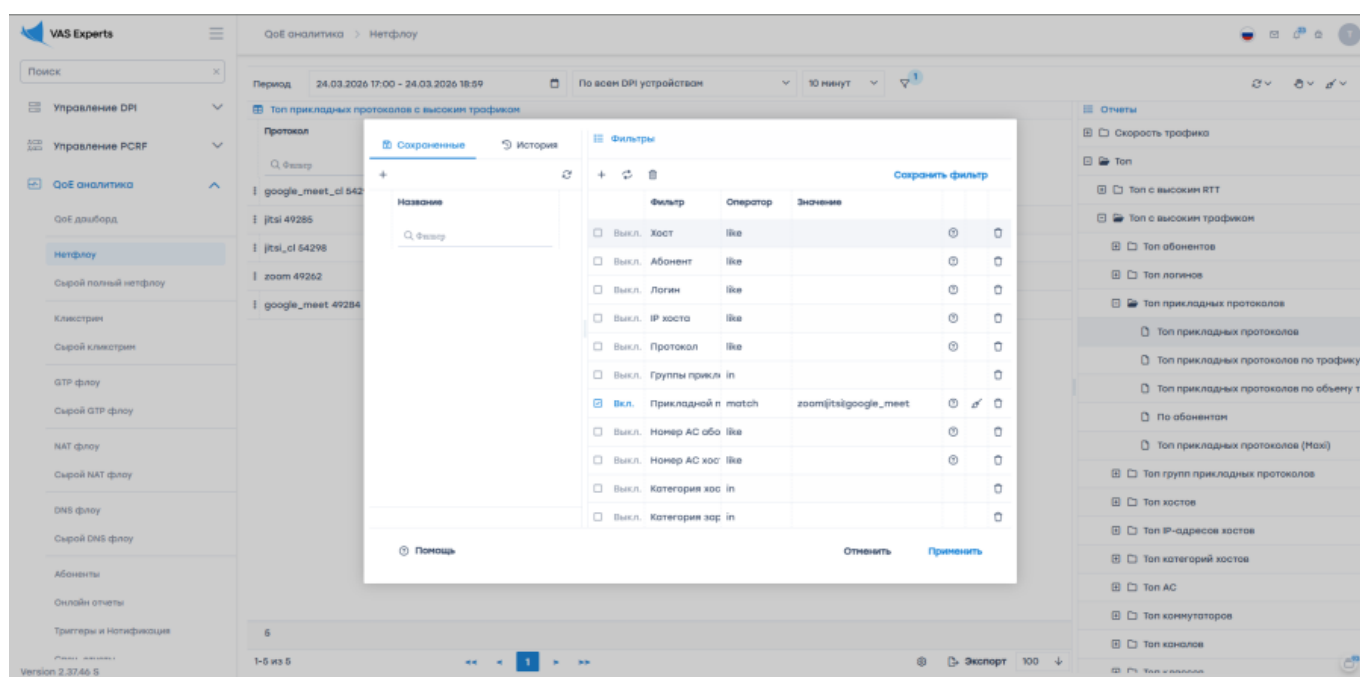 VAS Experts
QoE аналитика > Нетфлоу
Поиск
Период 24.03.2026 17:00 - 24.03.2026 18:59 По всем DPI устройствам 10 минут 1
Управление DPI
Управление PCRF
QoE аналитика
QoE дашборд
Нетфлоу
Сырой полный нетфлоу
Кликстрим
Сырой кликстрим
GTP флоу
Сырой GTP флоу
NAT флоу
Сырой NAT флоу
DNS флоу
Сырой DNS флоу
Абоненты
Онлайн отчеты
Триггеры и Нотификация
Version 2.37.46 S
Топ прикладных протоколов с высоким трафиком
Протокол
Фильтр
google_meet_cl 542
jitsi 49286
jitsi_cl 54298
zoom 49262
google_meet 49284
5
1-5 из 5
1
Экспорт 100
Сохраненные История
Название
Фильтр
Фильтры
Сохранить фильтр
Фильтр Оператор Значение
Выкл. Хост like
Выкл. Абонент like
Выкл. Логин like
Выкл. IP хоста like
Выкл. Протокол like
Выкл. Группы прикл in
Вкл. Прикладной п match zoom|jitsi|google_meet
Выкл. Номер АС або like
Выкл. Номер АС хос like
Выкл. Категория хос in
Выкл. Категория зар in
Помощь
Отменить Применить
Отчеты
Скорость трафика
Топ
Топ с высоким RTT
Топ с высоким трафиком
Топ абонентов
Топ логинов
Топ прикладных протоколов
Топ прикладных протоколов
Топ прикладных протоколов по трафику
Топ прикладных протоколов по объему т
По абонентам
Топ прикладных протоколов (Maxi)
Топ групп прикладных протоколов
Топ хостов
Топ IP-адресов хостов
Топ категорий хостов
Топ АС
Топ коммутаторов
Топ каналов
Топ классов